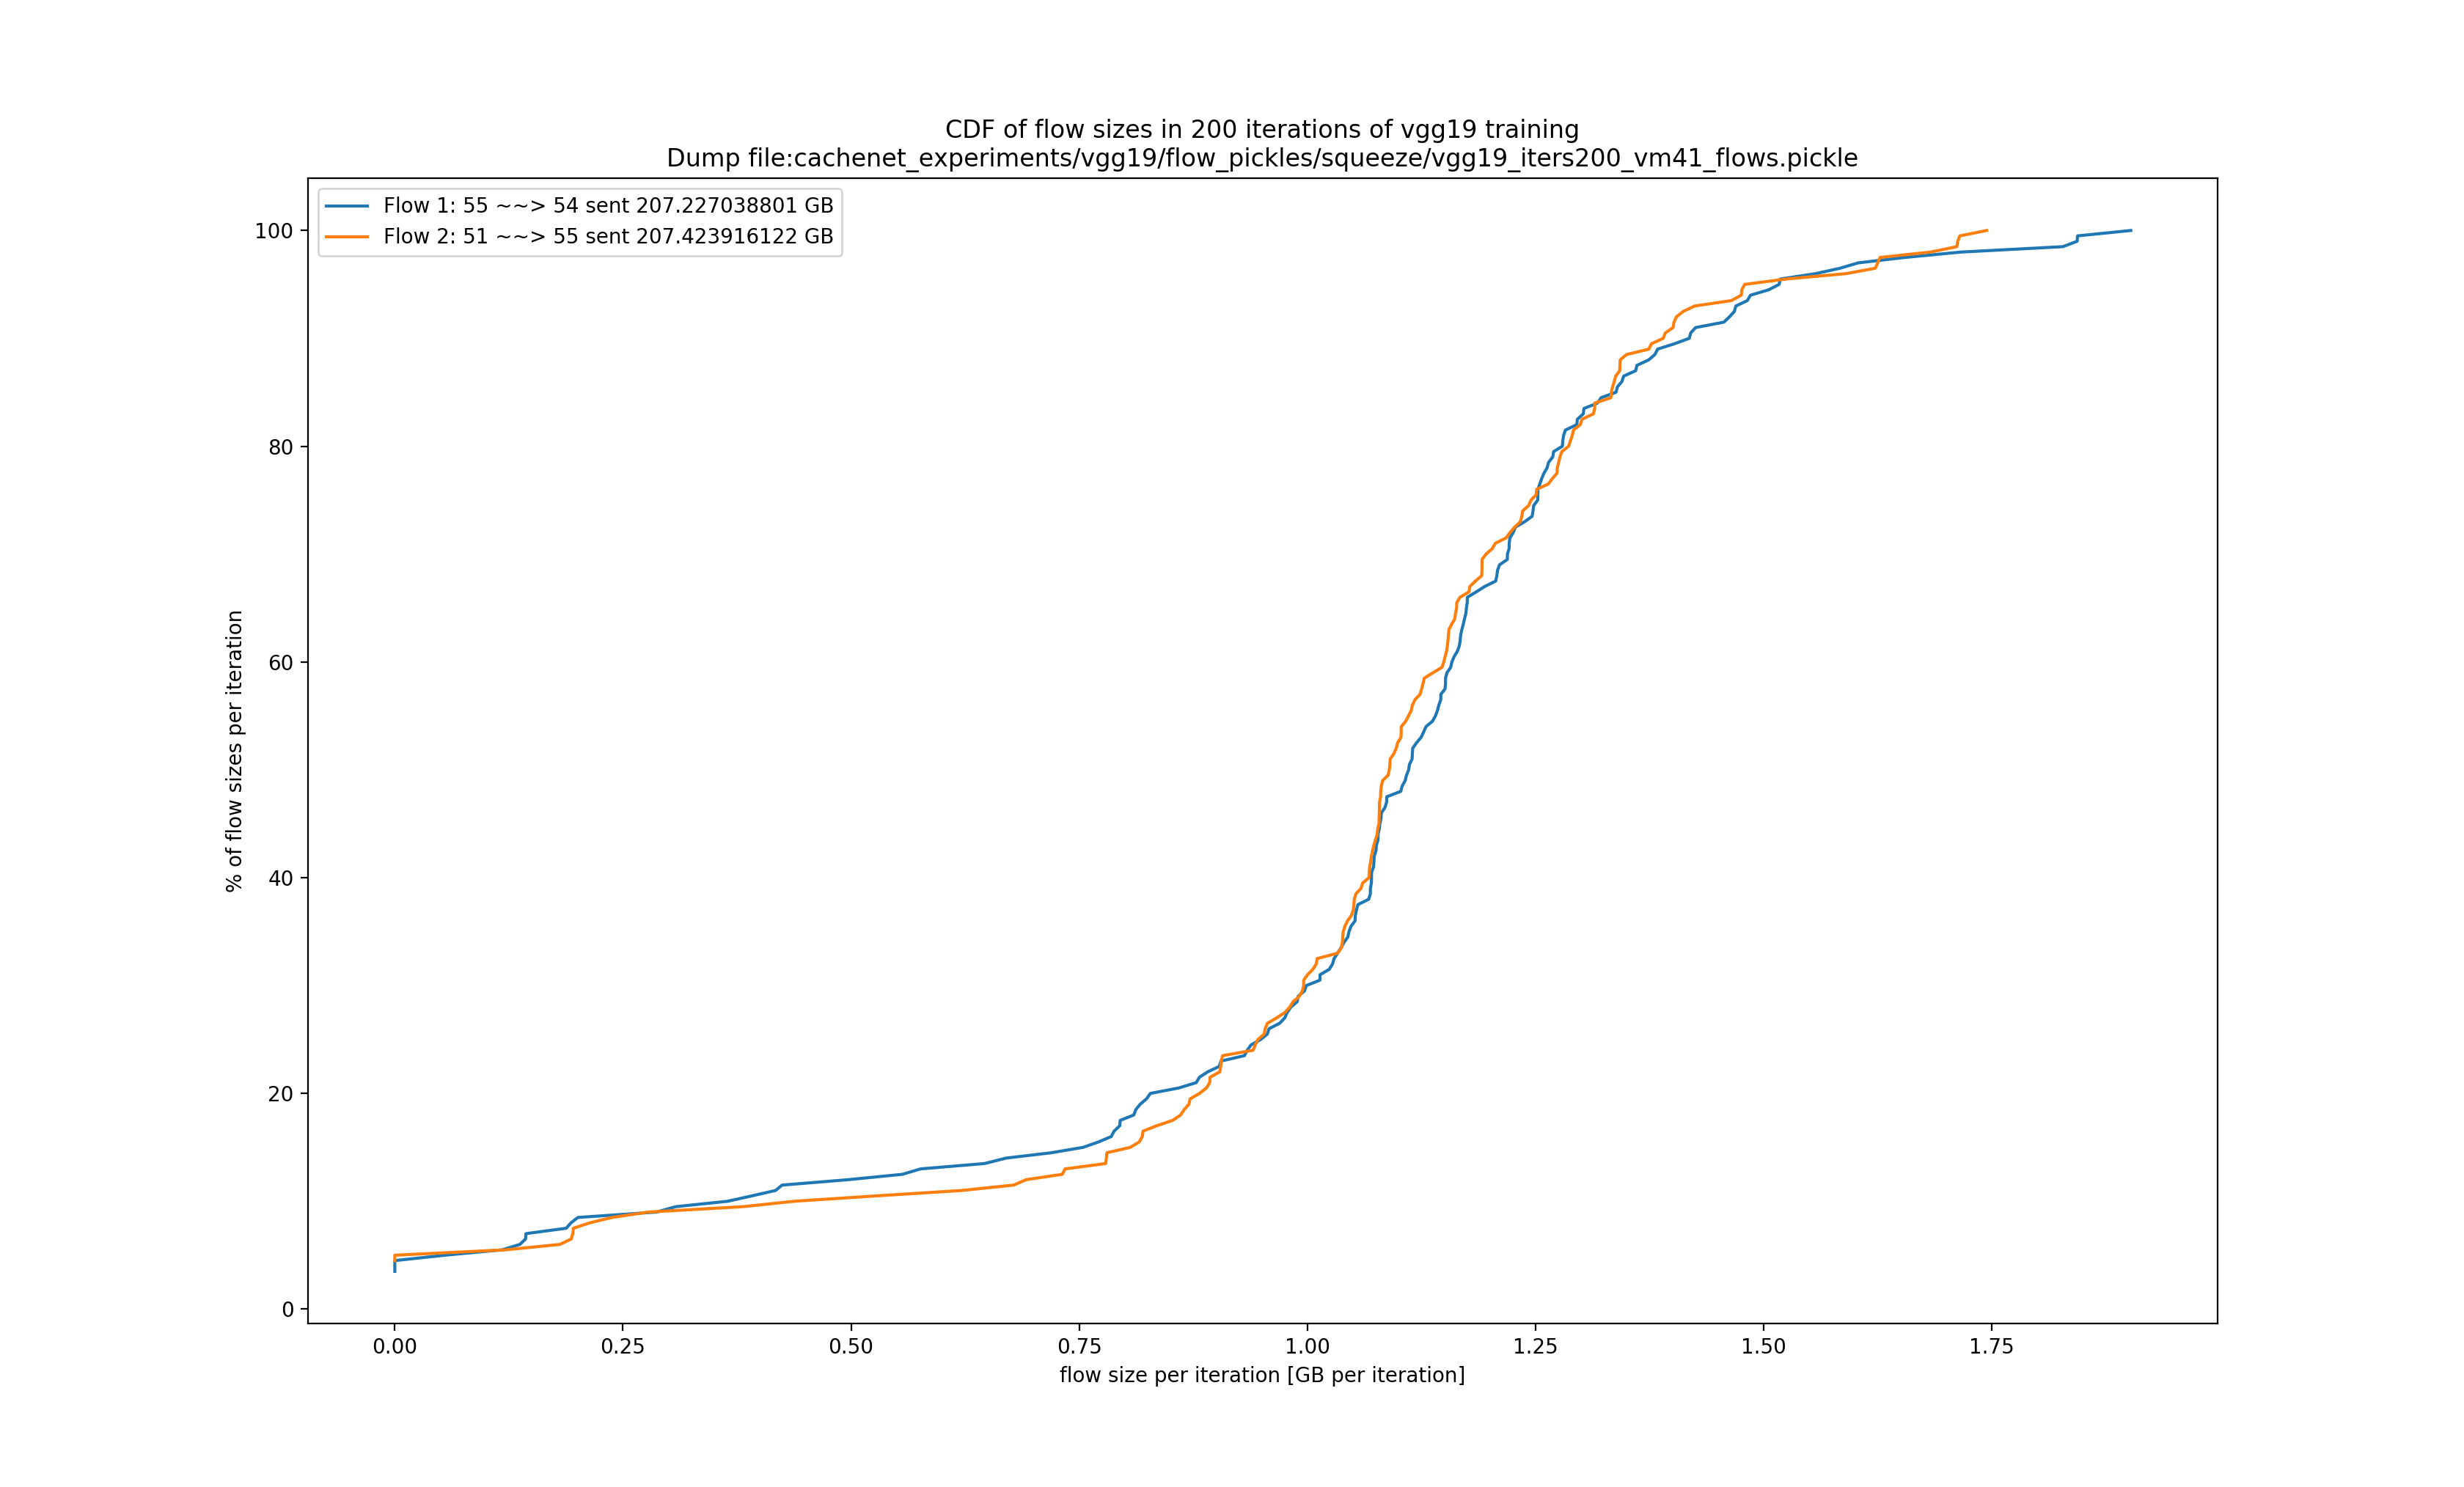 CDF of flow sizes in 200 iterations of vgg19 training
Dump file:cachenet_experiments/vgg19/flow_pickles/squeeze/vgg19_iters200_vm41_flows.pickle
Flow 1: 55 ~~> 54 sent 207.227038801 GB
Flow 2: 51 ~~> 55 sent 207.423916122 GB
100
80
60
40
20
0
% of flow sizes per iteration
0.00 0.25 0.50 0.75 1.00 1.25 1.50 1.75
flow size per iteration [GB per iteration]